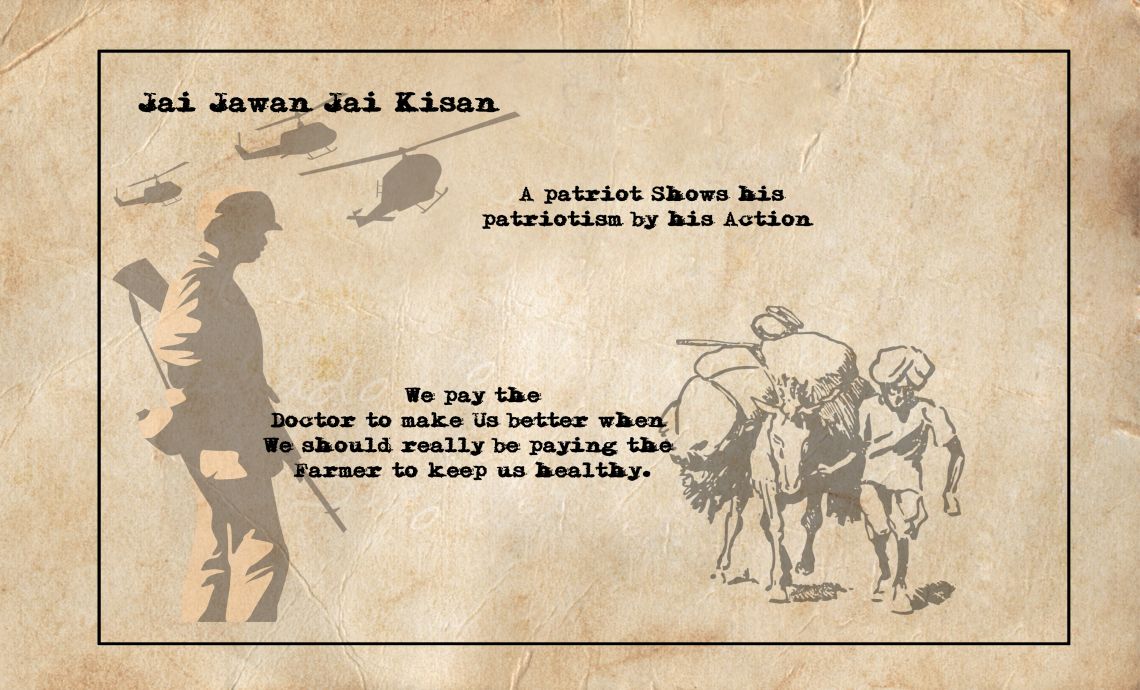 Jai Jawan Jai Kisan
A patriot Shows his
patriotism by his Action
We pay the
Doctor to make Us better when
We should really be paying the
Farmer to keep us healthy.